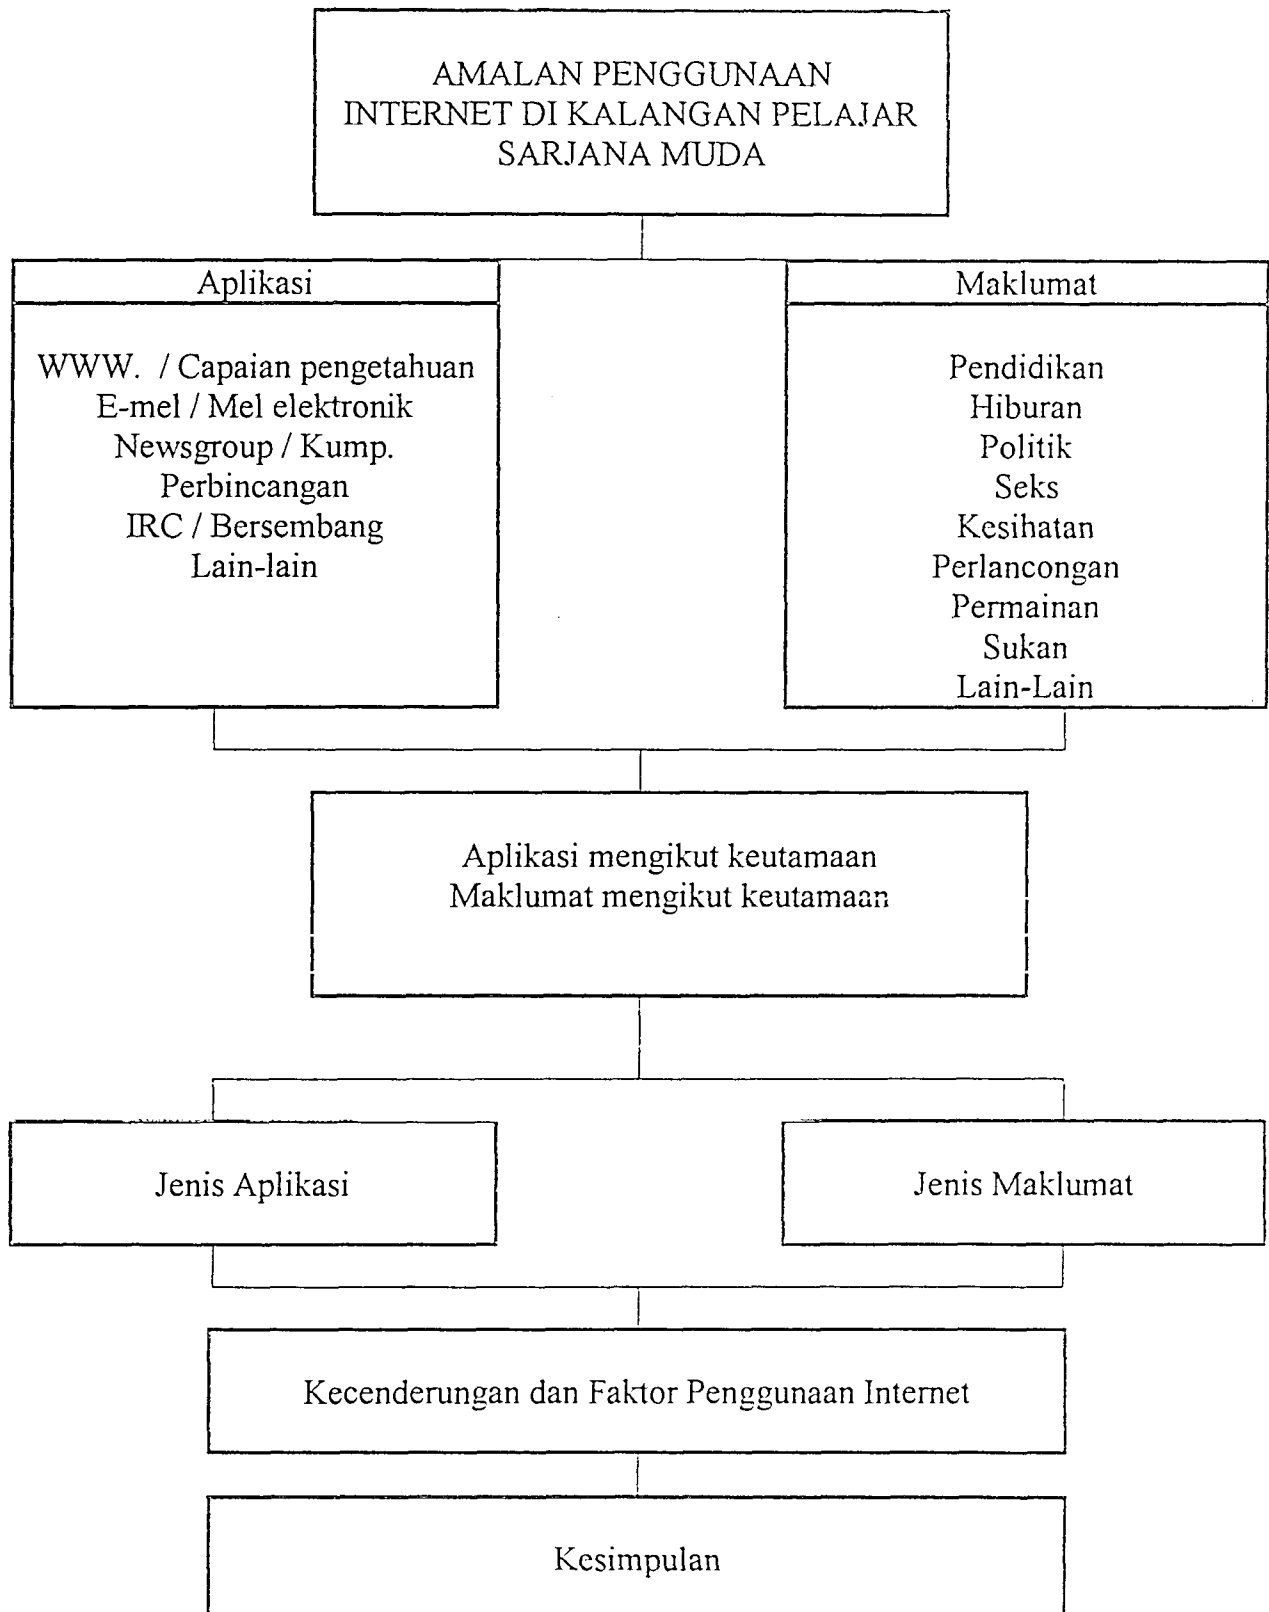 AMALAN PENGGUNAAN
INTERNET DI KALANGAN PELAJAR
SARJANA MUDA
Aplikasi
WWW. / Capaian pengetahuan
E-mel / Mel elektronik
Newsgroup / Kump.
Perbincangan
IRC / Bersembang
Lain-lain
Maklumat
Pendidikan
Hiburan
Politik
Seks
Kesihatan
Perlancongan
Permainan
Sukan
Lain-Lain
Aplikasi mengikut keutamaan
Maklumat mengikut keutamaan
Jenis Aplikasi
Jenis Maklumat
Kecenderungan dan Faktor Penggunaan Internet
Kesimpulan